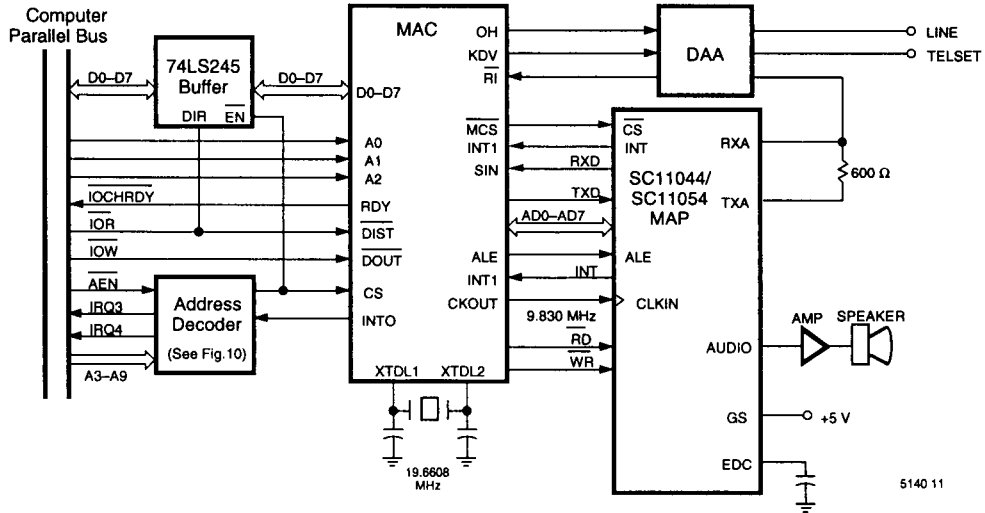 Computer
Parallel Bus
74LS245
Buffer
DIR EN
D0–D7
D0–D7
MAC
D0–D7
A0
A1
A2
IOCHRDY
RDY
IOR
DIST
IOW
DOUT
AEN
CS
IRQ3
INTO
IRQ4
A3–A9
Address
Decoder
(See Fig.10)
XTDL1 XTDL2
19.6608
MHz
OH
KDV
RI
MCS
INT1
SIN
RXD
TXD
AD0–AD7
ALE
INT1
INT
CKOUT
9.830 MHz
RD
WR
DAA
LINE
TELSET
CS
INT
RXA
SC11044/
SC11054
MAP
TXA
600 Ω
ALE
CLKIN
AUDIO
AMP
SPEAKER
GS
+5 V
EDC
5140 11